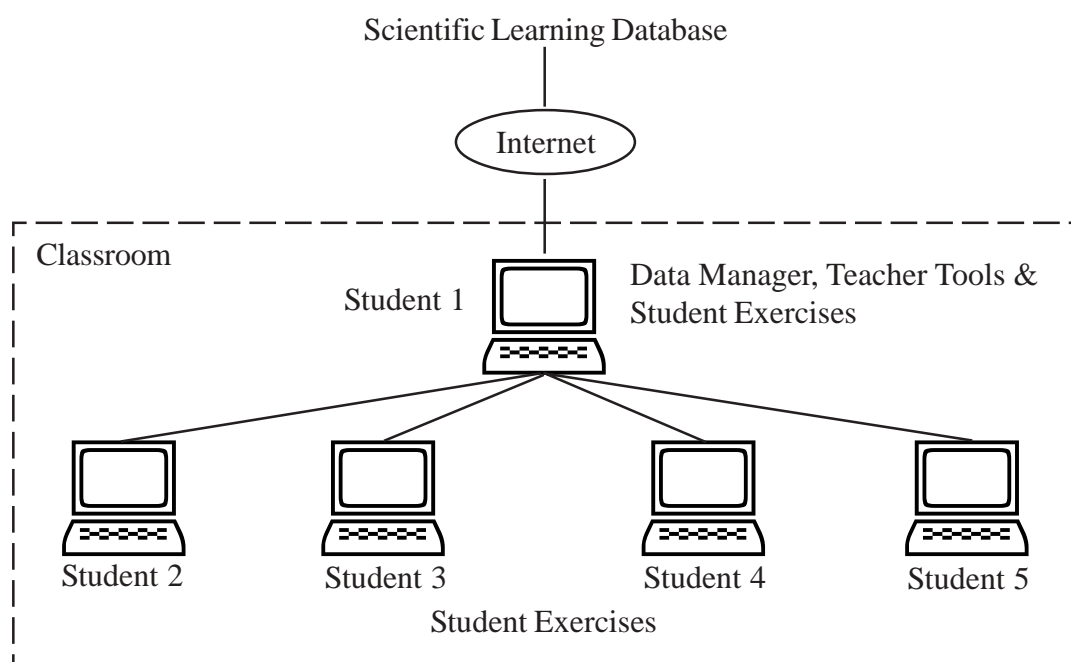 Scientific Learning Database
Internet
Classroom
Student 1
Data Manager, Teacher Tools &
Student Exercises
Student 2
Student 3
Student 4
Student 5
Student Exercises